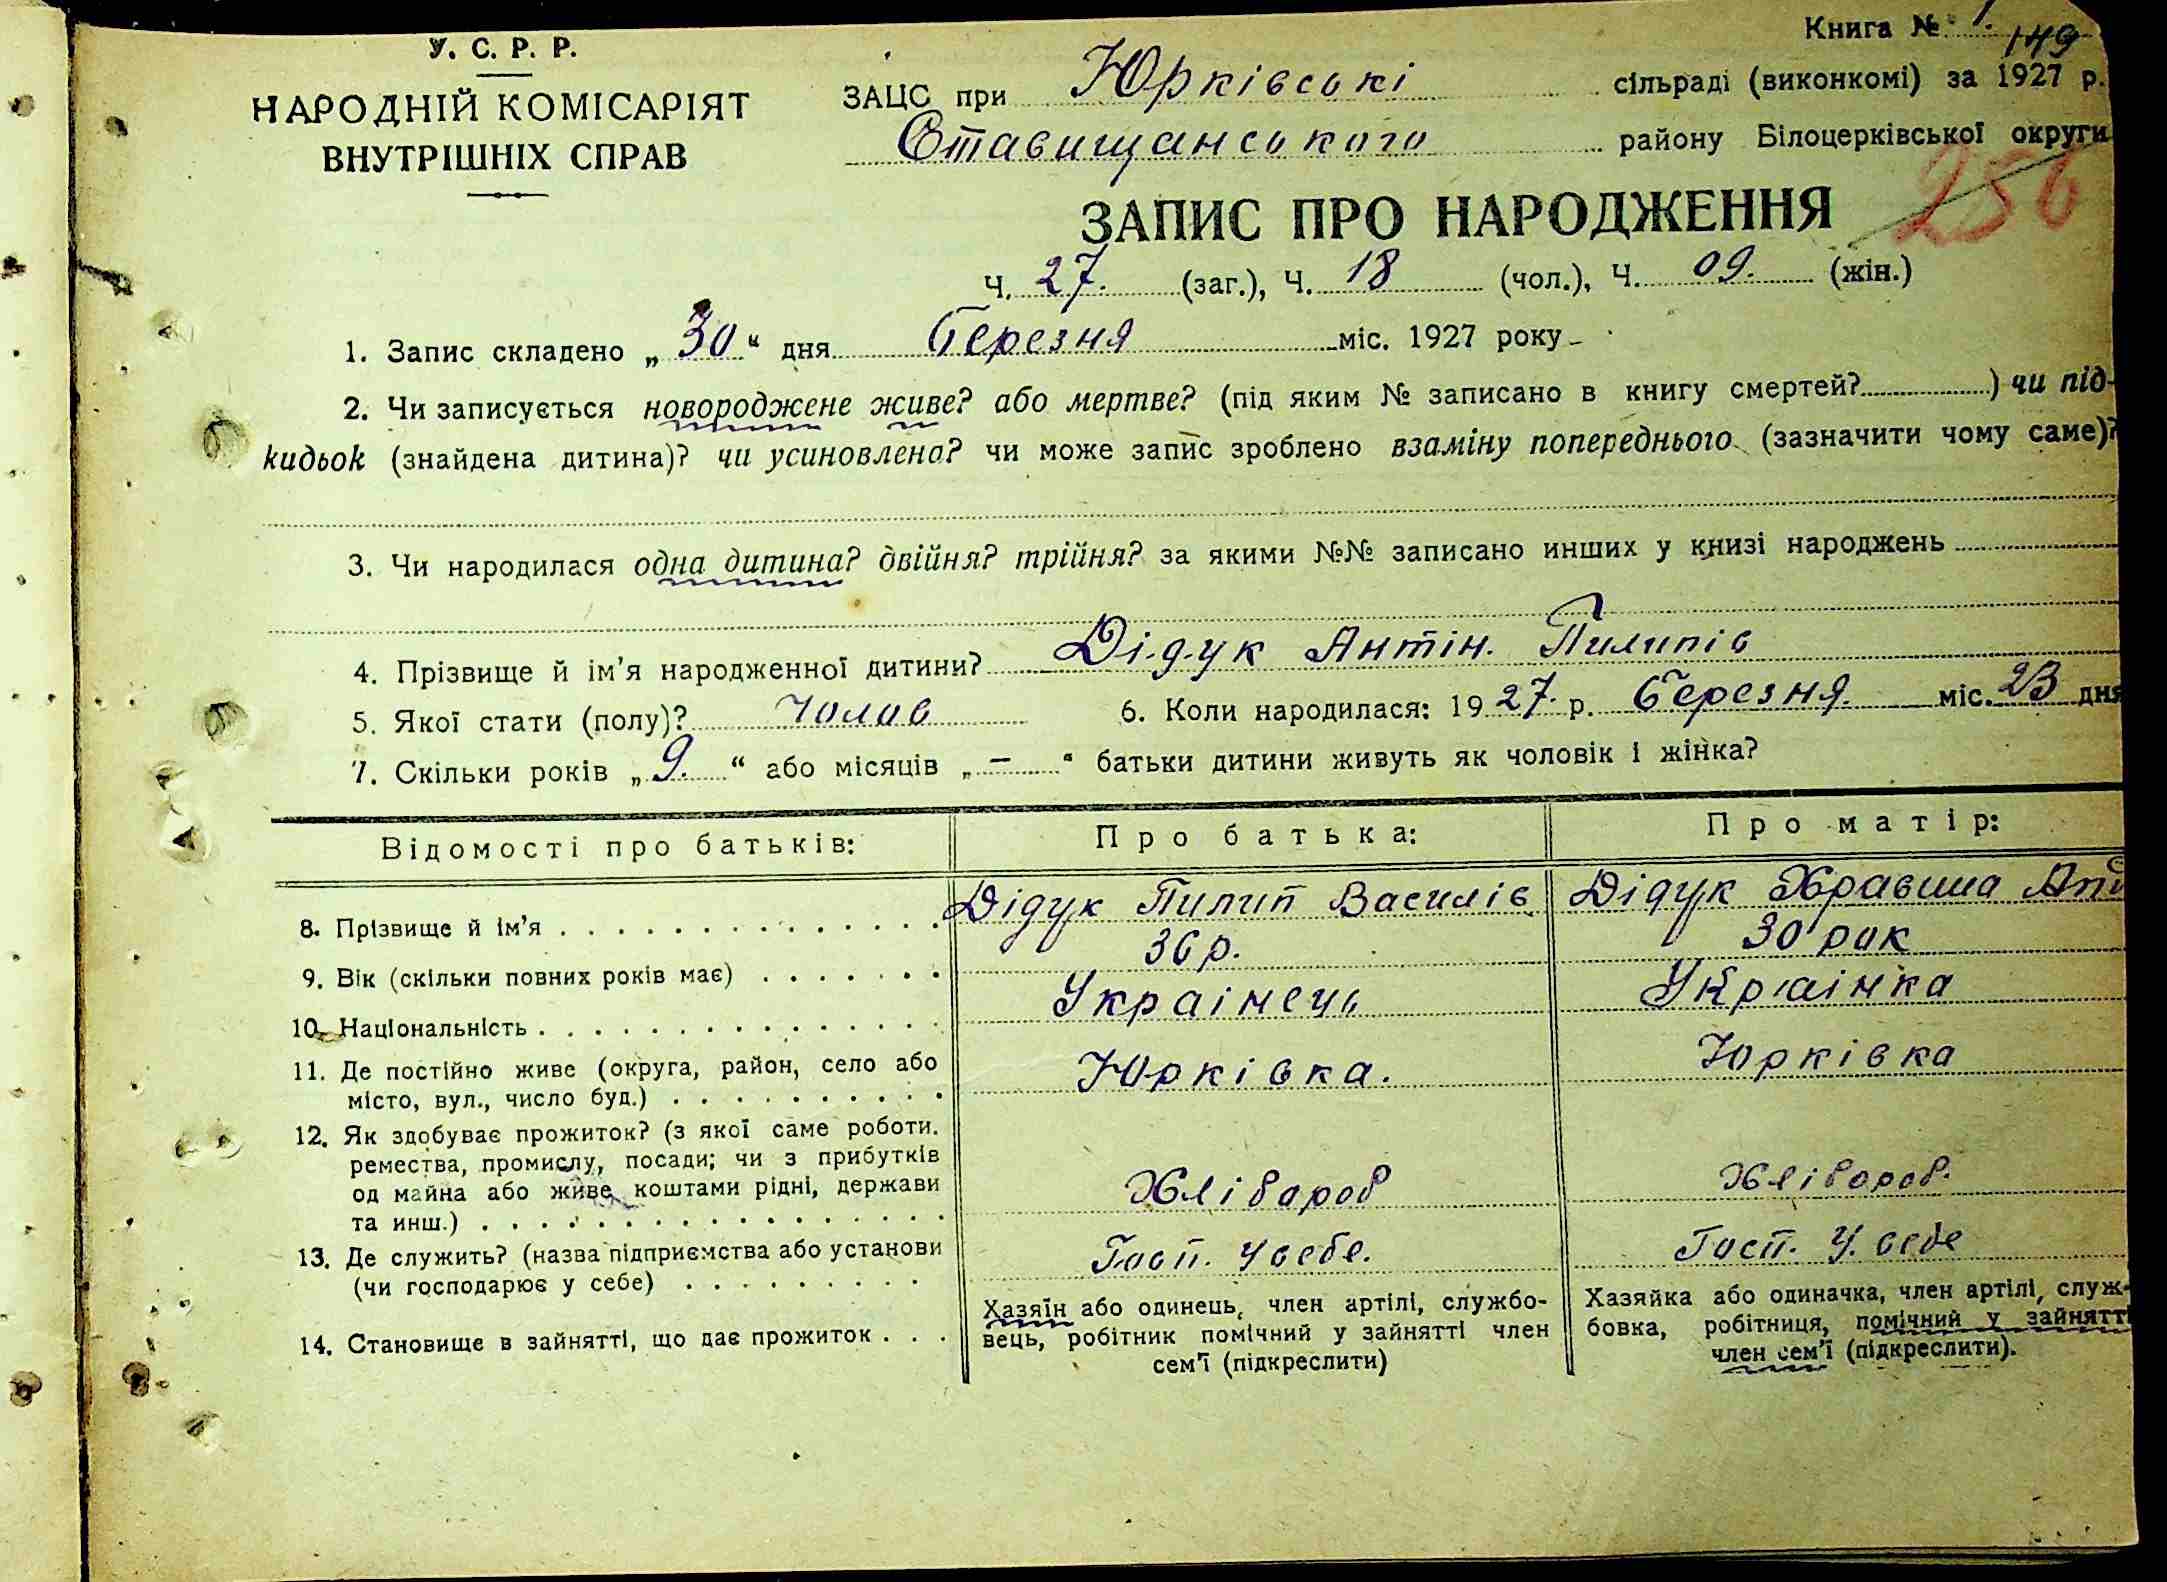 Книга № 1.
149
У. С. Р. Р.
НАРОДНІЙ КОМІСАРІЯТ
ВНУТРІШНІХ СПРАВ
ЗАЦС при Юрківські сільраді (виконкомі) за 1927 р.
Ставищанського району Білоцерківської округи
256
ЗАПИС ПРО НАРОДЖЕННЯ
Ч. 27. (заг.), Ч. 18 (чол.), Ч. 09. (жін.)
1. Запис складено „30“ дня Березня міс. 1927 року
2. Чи записується новороджене живе? або мертве? (під яким № записано в книгу смертей?) чи під-
кидьок (знайдена дитина)? чи усиновлена? чи може запис зроблено взаміну попереднього (зазначити чому саме)?
3. Чи народилася одна дитина? двійня? трійня? за якими №№ записано инших у книзі народжень
4. Прізвище й ім’я народженної дитини? Дідук Антін. Пилипів
5. Якої стати (полу)? Чолов 6. Коли народилася: 1927. р. Березня. міс. 23 дня
7. Скільки років „9.“ або місяців „—“ батьки дитини живуть як чоловік і жінка?
Відомості про батьків: Про батька: Про матір:
8. Прізвище й ім’я Дідук Пилип Василів Дідук
9. Вік (скільки повних років має) 36 р. 30 рок
10. Національність Украінець Украінка
11. Де постійно живе (округа, район, село або
місто, вул., число буд.) Юрківка. Юрківка
12. Як здобуває прожиток? (з якої саме роботи.
ремества, промислу, посади; чи з прибутків
од майна або живе коштами рідні, держави
та инш.) Хлібороб Хлібороб.
13. Де служить? (назва підприємства або установи
(чи господарює у себе) Госп. у себе. Госп. у. себе
14. Становище в зайнятті, що дає прожиток
Хазяїн або одинець, член артілі, службо-
вець, робітник помічний у зайнятті член
сем’ї (підкреслити)
Хазяйка або одиначка, член артілі, служ-
бовка, робітниця, помічний у зайнятті
член сем’ї (підкреслити).